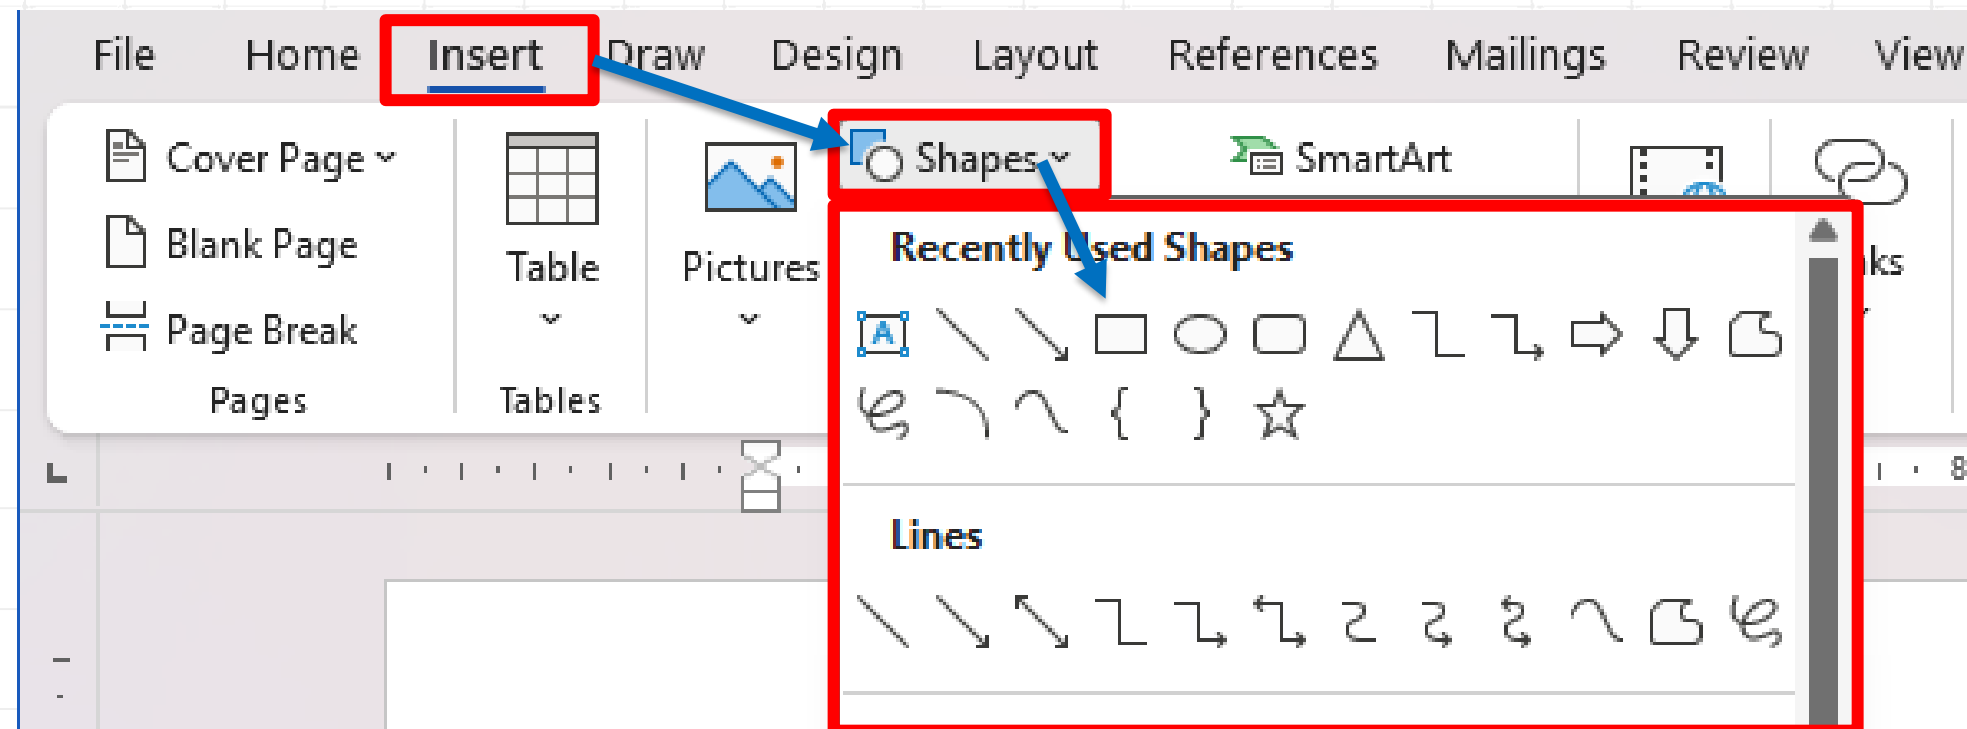 File Home Insert Draw Design Layout References Mailings Review View
Cover Page
Blank Page
Page Break
Pages
Table
Tables
Pictures
Shapes
SmartArt
Recently Used Shapes
A
Lines
8